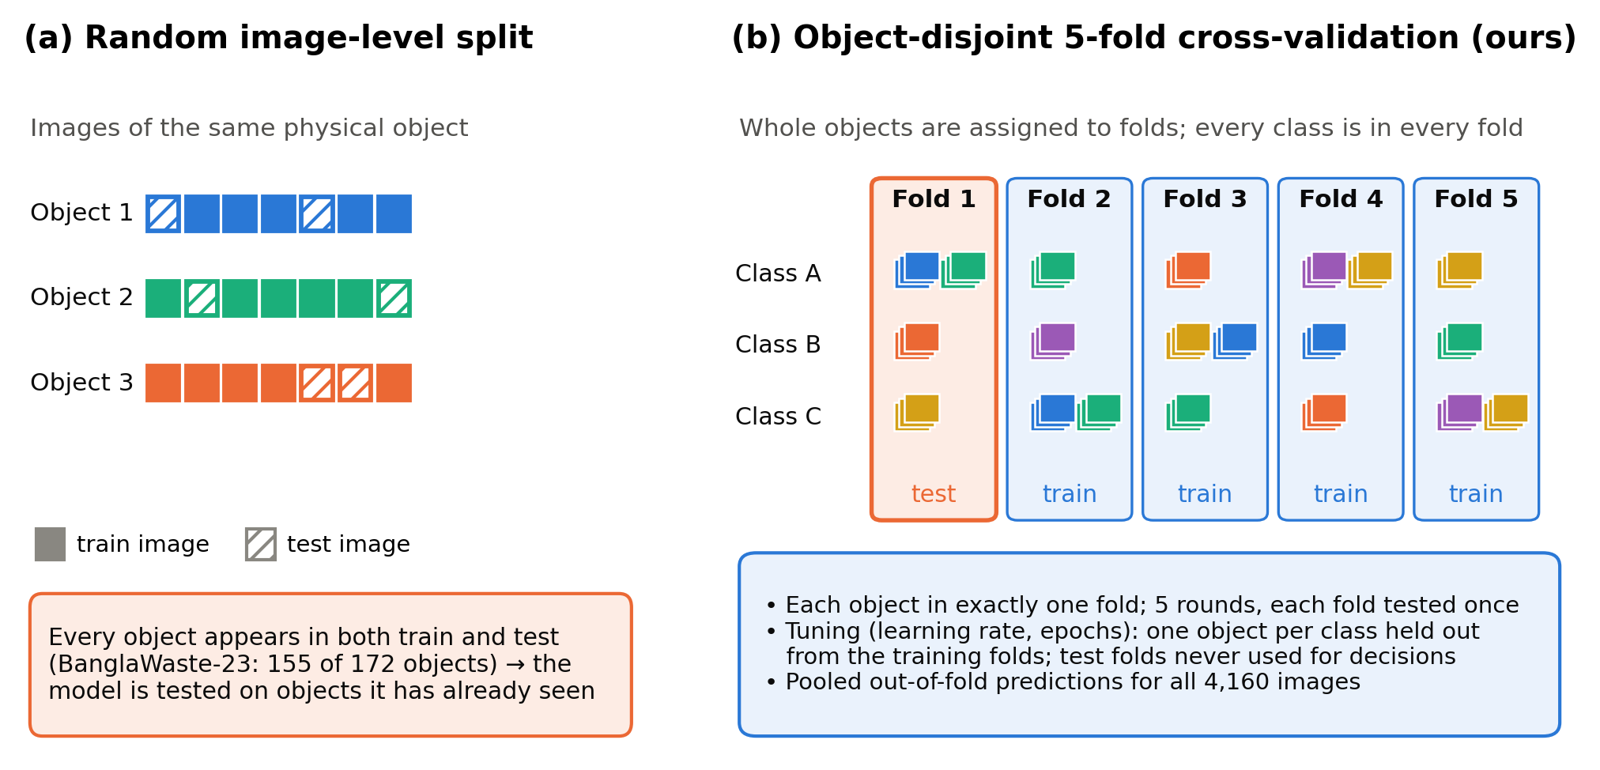 (a) Random image-level split
Images of the same physical object
Object 1
Object 2
Object 3
train image
test image
Every object appears in both train and test
(BanglaWaste-23: 155 of 172 objects) → the
model is tested on objects it has already seen
(b) Object-disjoint 5-fold cross-validation (ours)
Whole objects are assigned to folds; every class is in every fold
Fold 1
Fold 2
Fold 3
Fold 4
Fold 5
Class A
Class B
Class C
test
train
train
train
train
• Each object in exactly one fold; 5 rounds, each fold tested once
• Tuning (learning rate, epochs): one object per class held out
from the training folds; test folds never used for decisions
• Pooled out-of-fold predictions for all 4,160 images